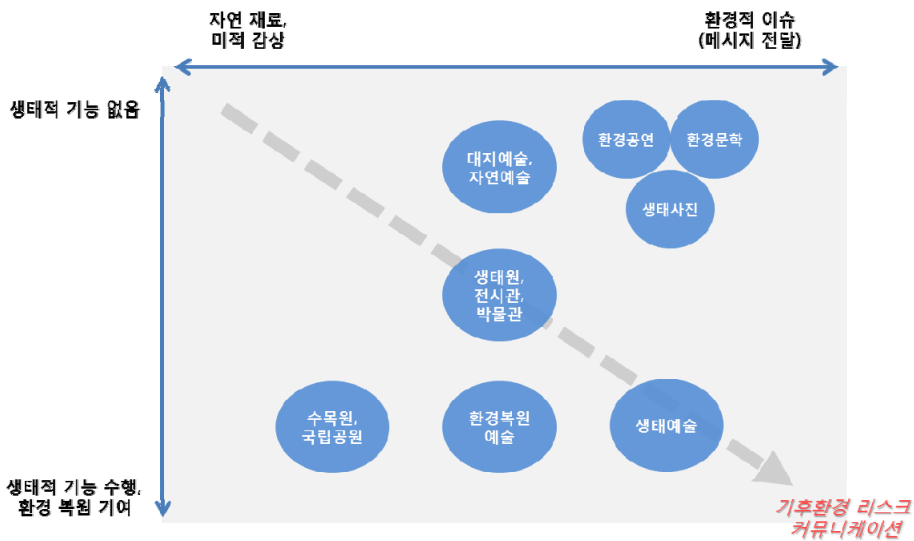 자연 재료,
미적 감상
환경적 이슈
(메시지 전달)
생태적 기능 없음
환경공연
환경문학
대지예술,
자연예술
생태사진
생태원,
전시관,
박물관
수목원,
국립공원
환경복원
예술
생태예술
생태적 기능 수행,
환경 복원 기여
기후환경 리스크
커뮤니케이션